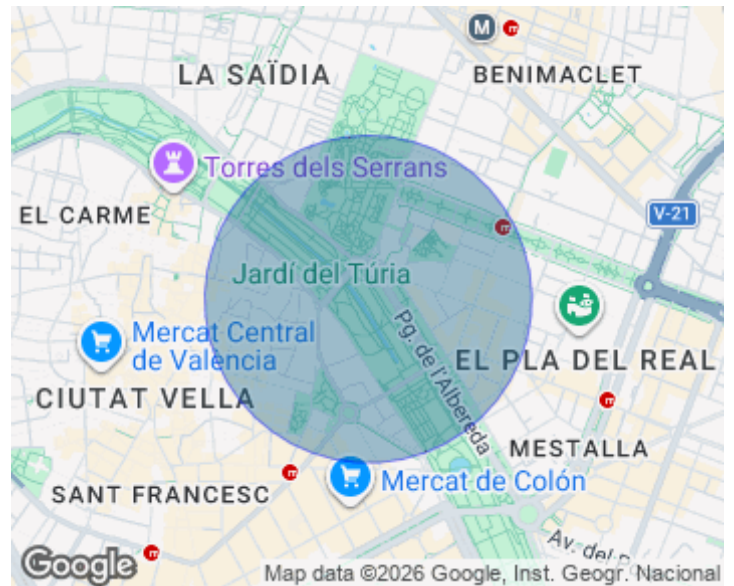 M
LA SAÏDIA
BENIMACLET
Torres dels Serrans
EL CARME
V-21
Jardí del Túria
Mercat Central
de València
Pg. de l'Albereda
EL PLA DEL REAL
CIUTAT VELLA
MESTALLA
Mercat de Colón
SANT FRANCESC
Av. del
Google
Map data ©2026 Google, Inst. Geogr. Nacional